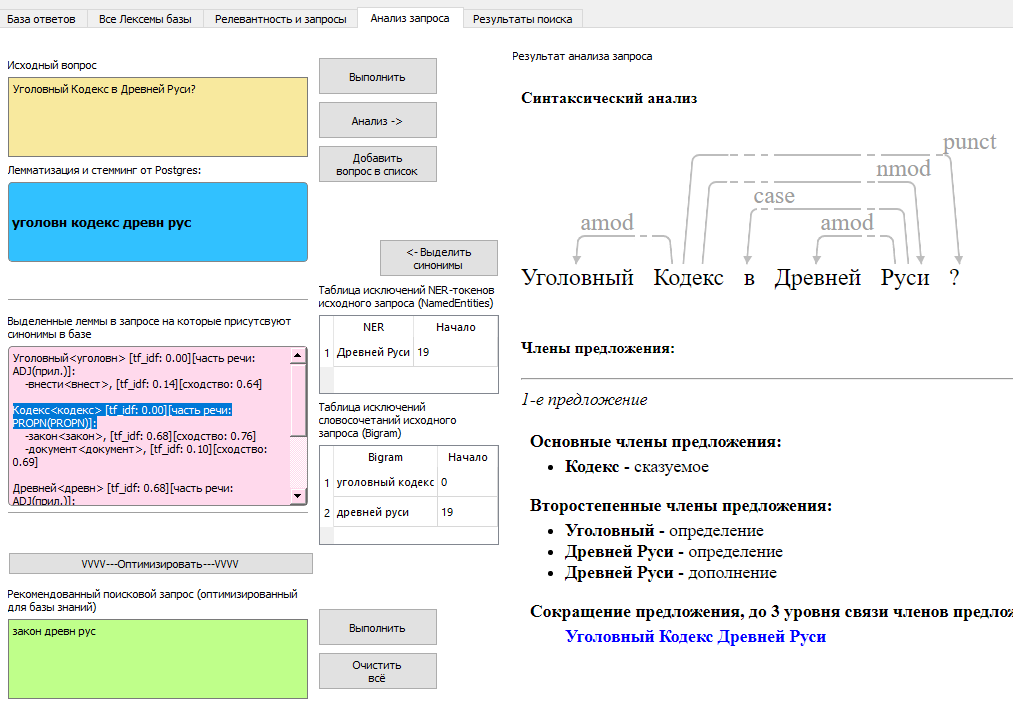 База ответов
Все Лексемы базы
Релевантность и запросы
Анализ запроса
Результаты поиска
Исходный вопрос
Уголовный Кодекс в Древней Руси?
Лемматизация и стемминг от Postgres:
уголовн кодекс древн рус
Выделенные леммы в запросе на которые присутсвуют
синонимы в базе
Уголовный<уголовн> [tf_idf: 0.00][часть речи:
ADJ(прил.)]:
-внести<внест>, [tf_idf: 0.14][сходство: 0.64]
Кодекс<кодекс> [tf_idf: 0.00][часть речи:
PROPN(PROPN)]:
-закон<закон>, [tf_idf: 0.68][сходство: 0.76]
-документ<документ>, [tf_idf: 0.10][сходство:
0.69]
Древней<древн> [tf_idf: 0.68][часть речи:
ADJ(прил.)]:
VVVV---Оптимизировать---VVVV
Рекомендованный поисковой запрос (оптимизированный
для базы знаний)
закон древн рус
Выполнить
Анализ ->
Добавить
вопрос в список
<- Выделить
синонимы
Таблица исключений NER-токенов
исходного запроса (NamedEntities)
NER Начало
1 Древней Руси 19
Таблица исключений
словосочетаний исходного
запроса (Bigram)
Bigram Начало
1 уголовный кодекс 0
2 древней руси 19
Выполнить
Очистить
всё
Результат анализа запроса
Синтаксический анализ
punct
nmod
case
amod amod
Уголовный Кодекс в Древней Руси ?
Члены предложения:
1-е предложение
Основные члены предложения:
• Кодекс - сказуемое
Второстепенные члены предложения:
• Уголовный - определение
• Древней Руси - определение
• Древней Руси - дополнение
Сокращение предложения, до 3 уровня связи членов предлож
Уголовный Кодекс Древней Руси